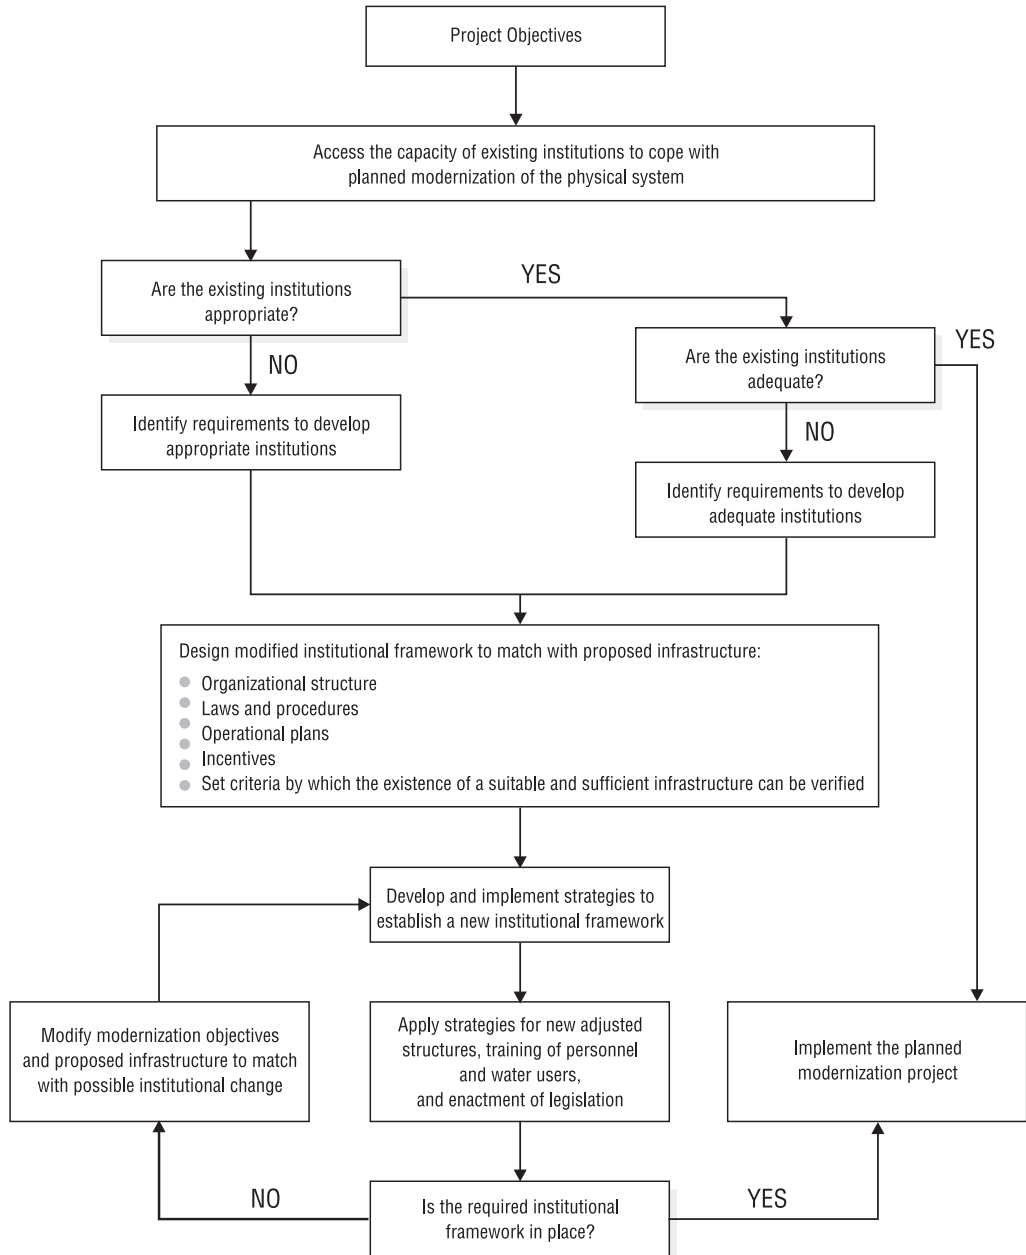 Project Objectives
Access the capacity of existing institutions to cope with
planned modernization of the physical system
Are the existing institutions
appropriate?
YES
NO
Are the existing institutions
adequate?
YES
NO
Identify requirements to develop
appropriate institutions
Identify requirements to develop
adequate institutions
Design modified institutional framework to match with proposed infrastructure:
Organizational structure
Laws and procedures
Operational plans
Incentives
Set criteria by which the existence of a suitable and sufficient infrastructure can be verified
Develop and implement strategies to
establish a new institutional framework
Modify modernization objectives
and proposed infrastructure to match
with possible institutional change
Apply strategies for new adjusted
structures, training of personnel
and water users,
and enactment of legislation
Implement the planned
modernization project
NO
Is the required institutional
framework in place?
YES